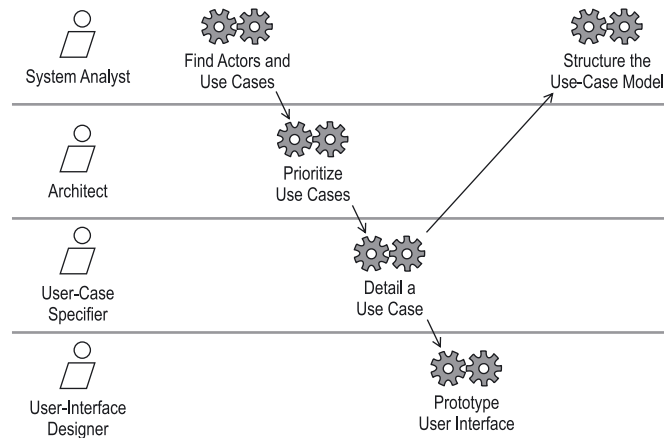 System Analyst
Find Actors and
Use Cases
Structure the
Use-Case Model
Architect
Prioritize
Use Cases
User-Case
Specifier
Detail a
Use Case
User-Interface
Designer
Prototype
User Interface